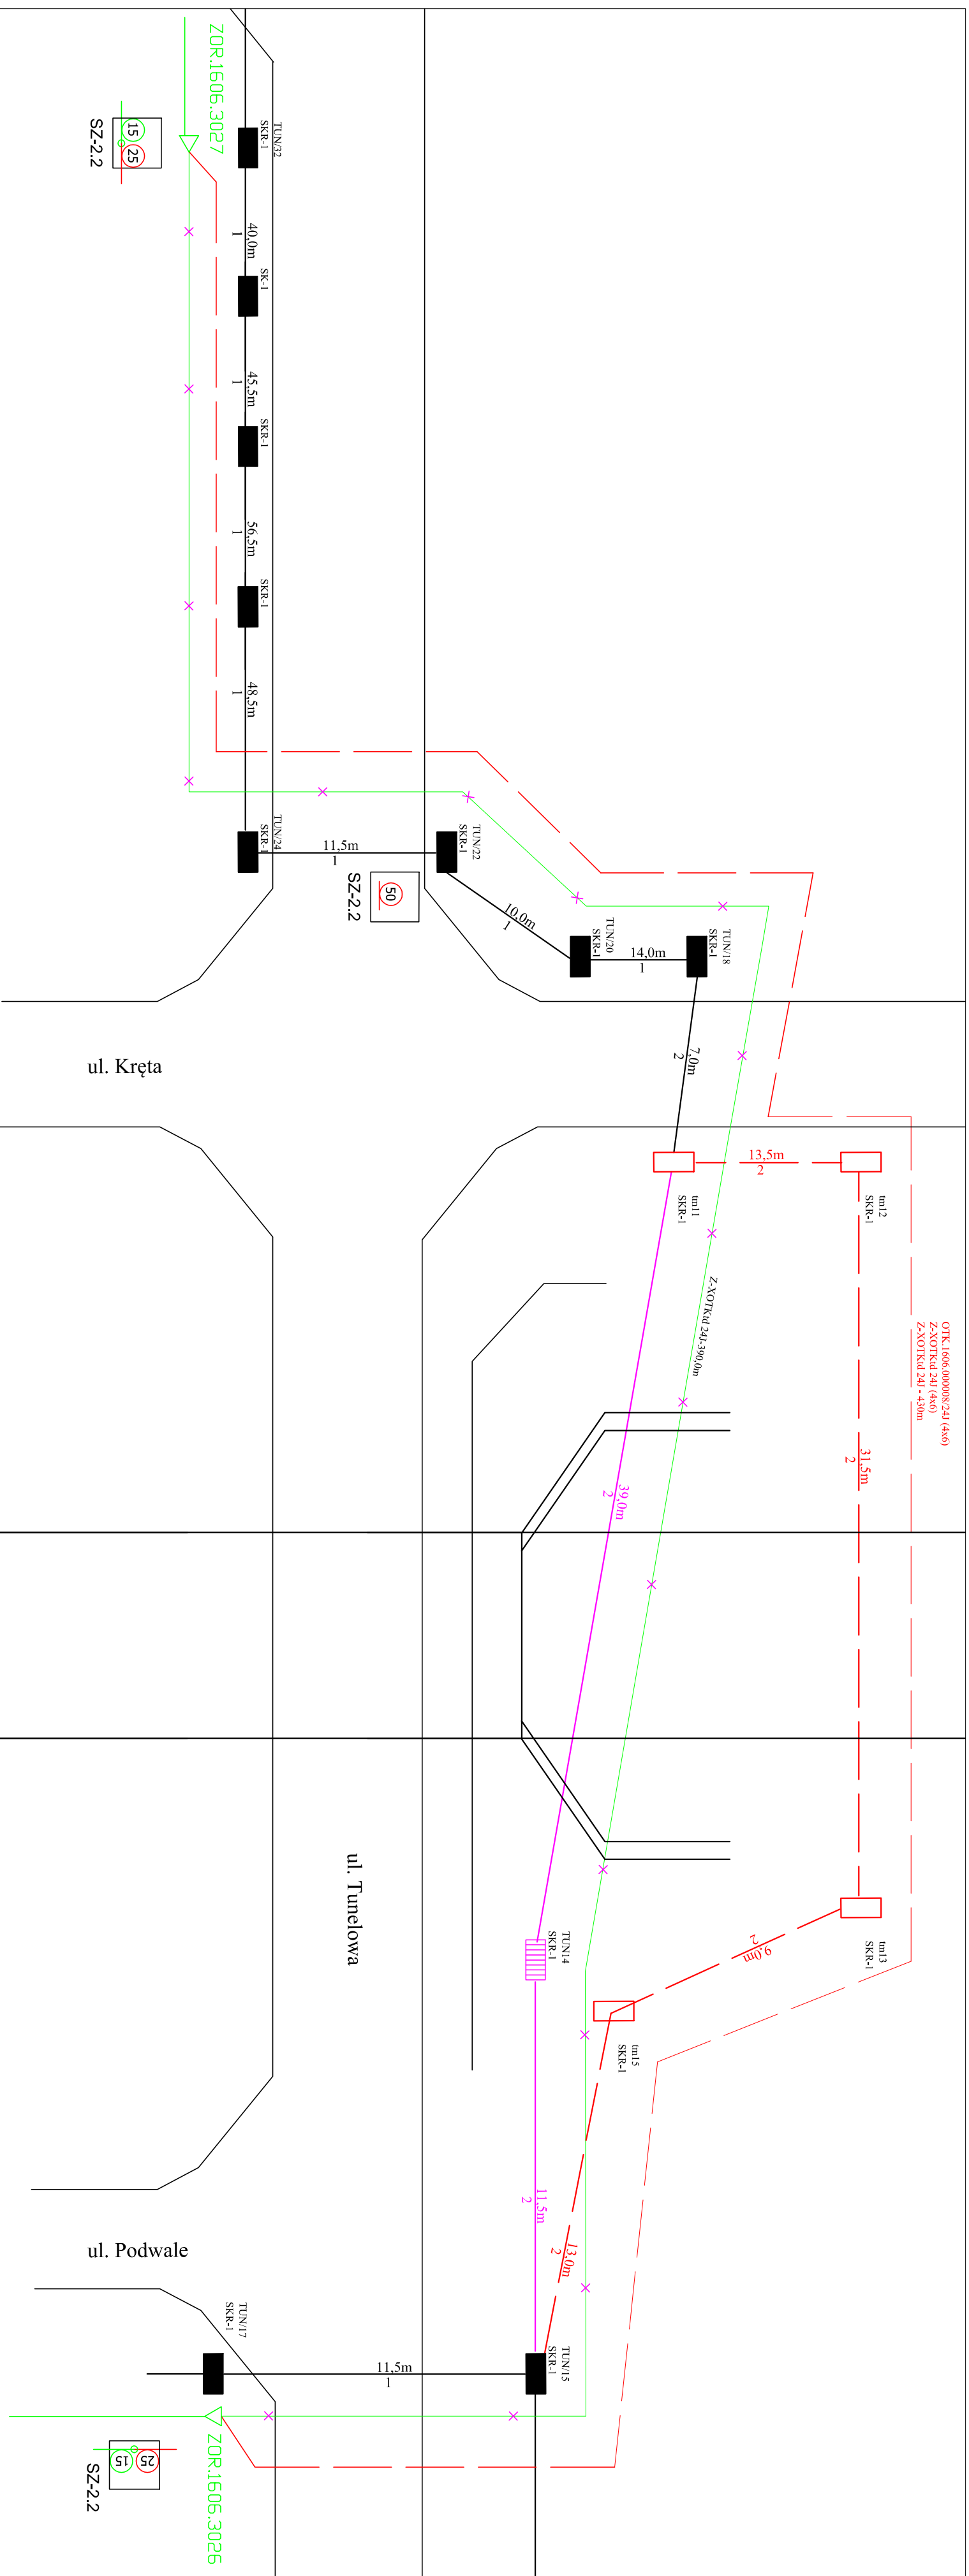 ZOR.1606.3027
15
25
SZ-2.2
TUN/32
SKR-1
40,0m
1
SK-1
45,5m
1
SKR-1
56,5m
1
SKR-1
48,5m
1
TUN/24
SKR-1
11,5m
1
TUN/22
SKR-1
50
SZ-2.2
10,0m
1
TUN/20
SKR-1
14,0m
1
TUN/18
SKR-1
7,0m
2
ul. Kręta
tm11
SKR-1
13,5m
2
tm12
SKR-1
Z-XOTKtd 24J-390,0m
OTK.1606.000008/24J (4x6)
Z-XOTKtd 24J (4x6)
Z-XOTKtd 24J - 430m
31,5m
2
39,0m
2
ul. Tunelowa
TUN14
SKR-1
tm13
SKR-1
9,0m
2
tm15
SKR-1
11,5m
2
13,0m
2
ul. Podwale
TUN/17
SKR-1
11,5m
1
TUN/15
SKR-1
ZOR.1606.3026
15
25
SZ-2.2